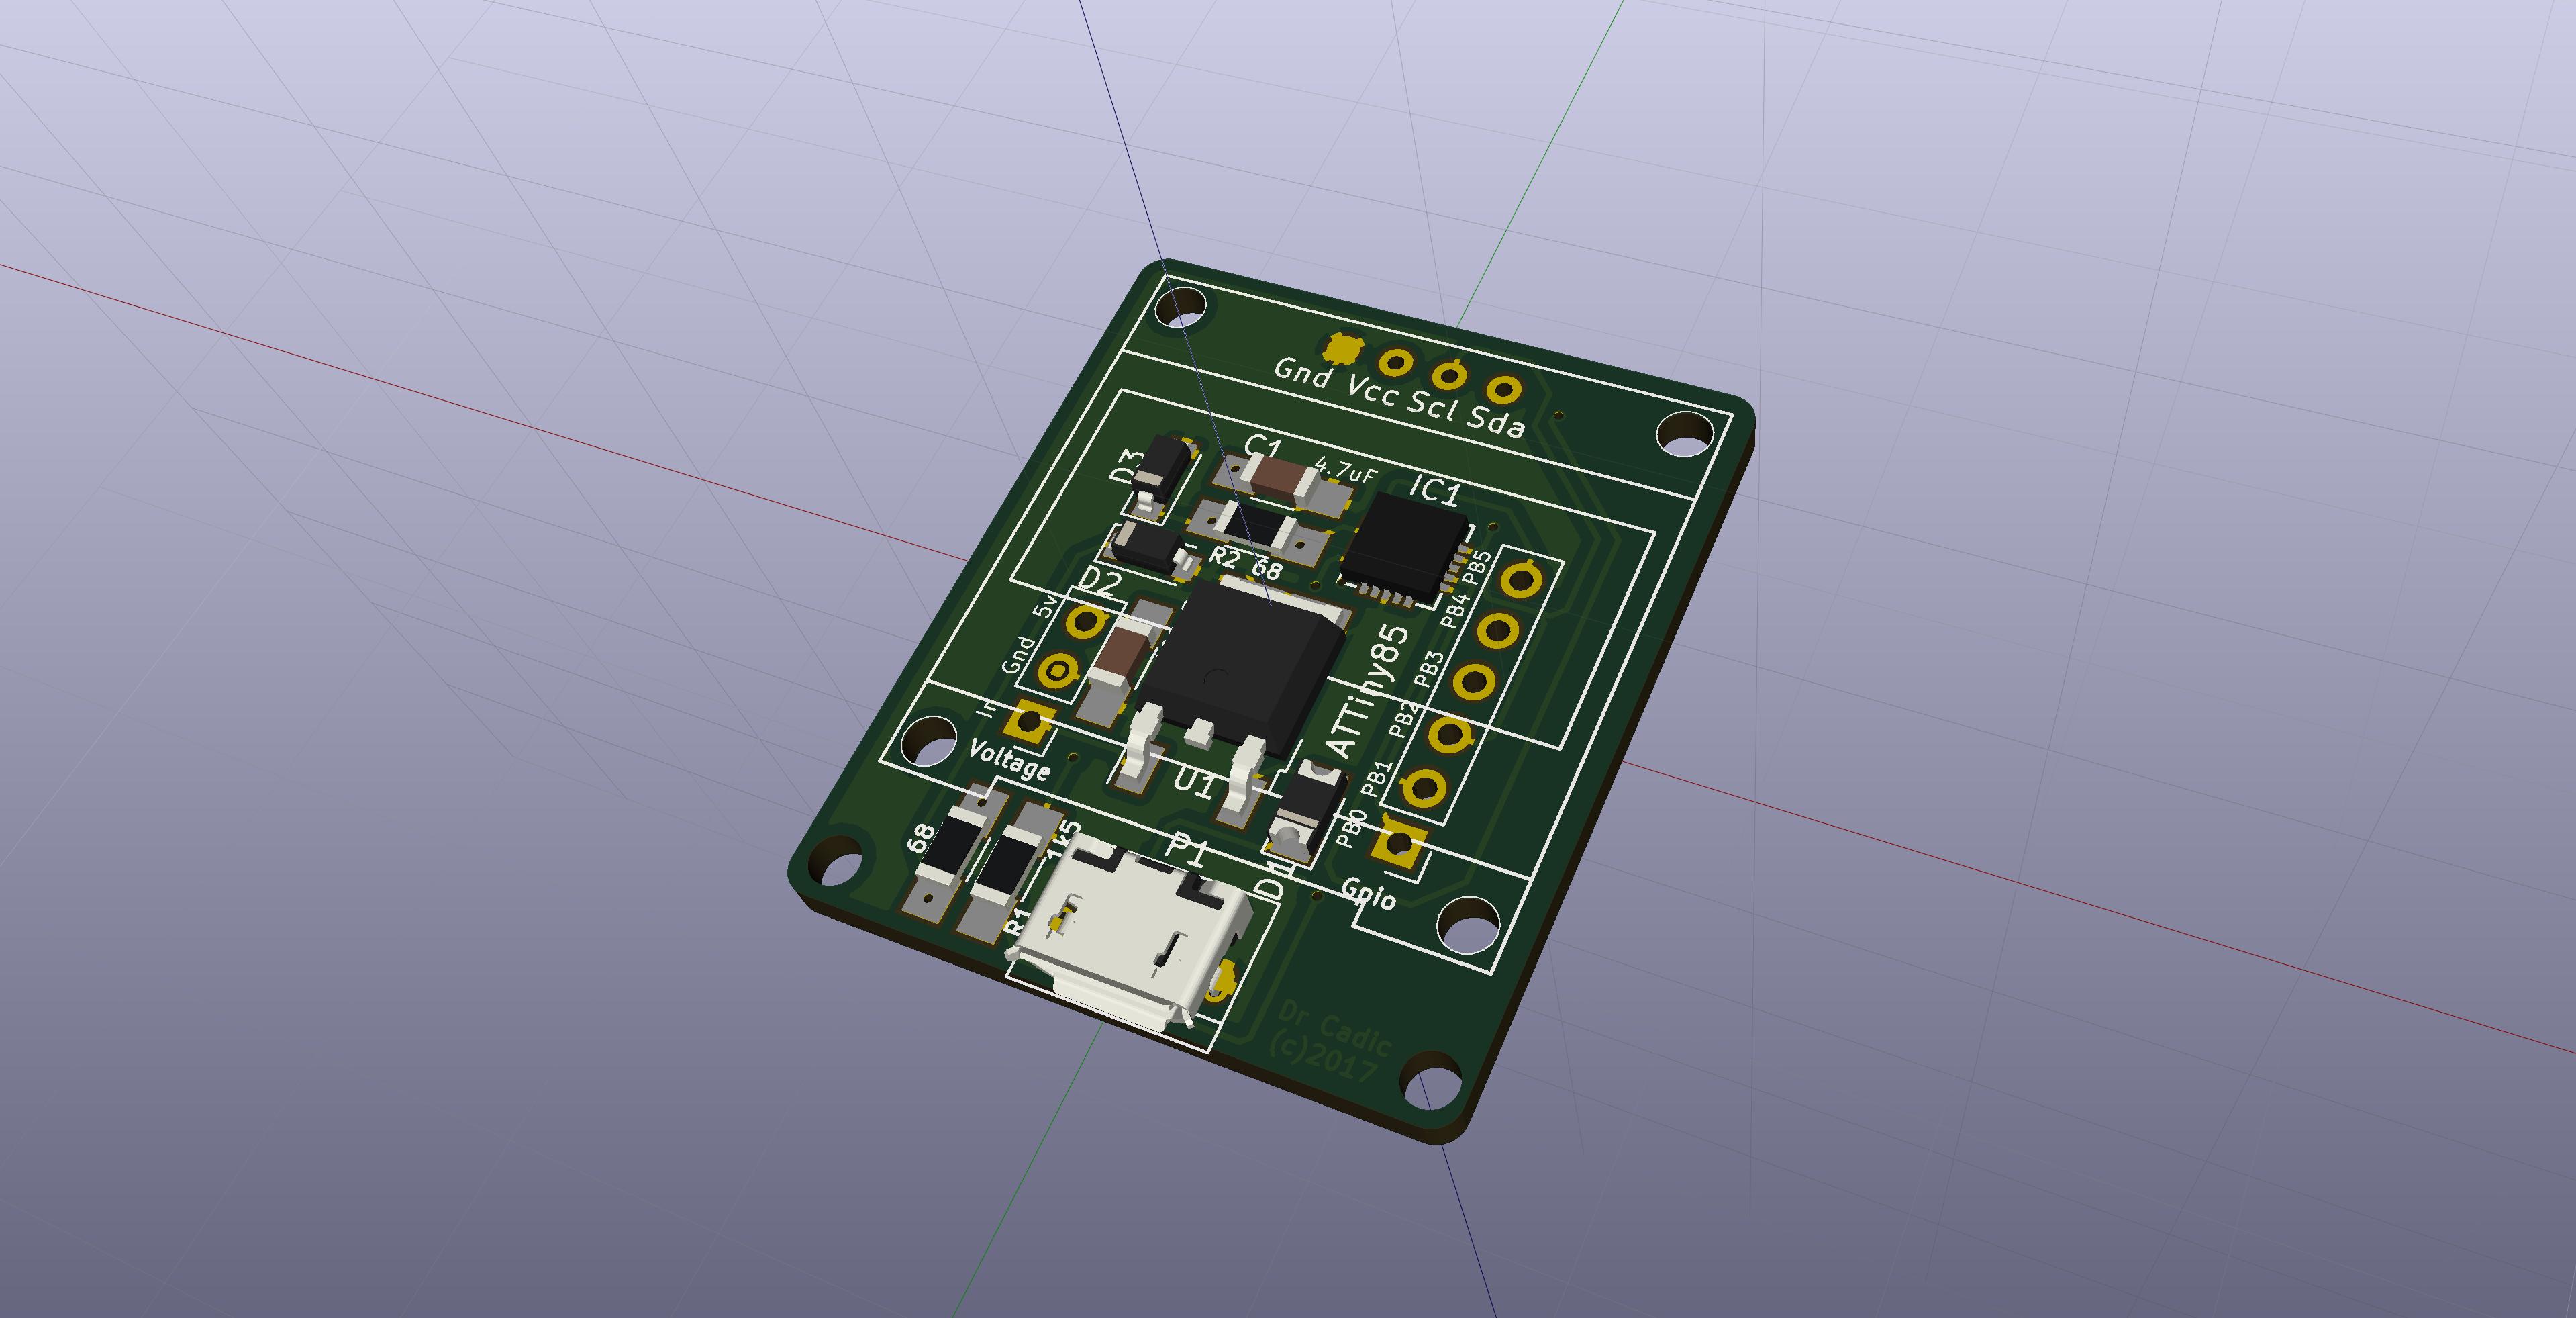 Gnd Vcc Scl Sda
D3
C1
4.7uF
IC1
R2 68
D2
5v
Gnd
In
Voltage
PB5
PB4
PB3
PB2
PB1
PB0
ATTiny85
U1
D1
Gpio
68
1k5
R1
P1
Dr Cadic
(c)2017